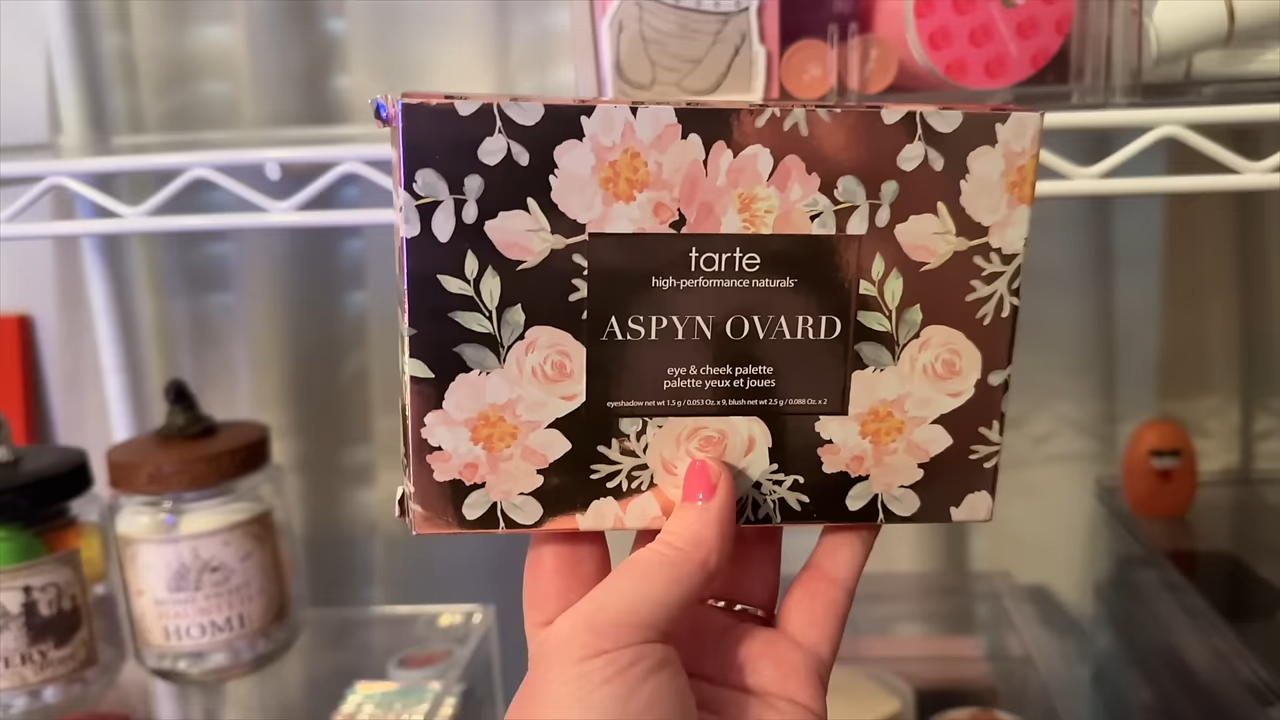 tarte
high-performance naturals™
ASPYN OVARD
eye & cheek palette
palette yeux et joues
eyeshadow net wt 1.5 g / 0.053 Oz. x 9, blush net wt 2.5 g / 0.088 Oz. x 2
HAUNTED
HOME